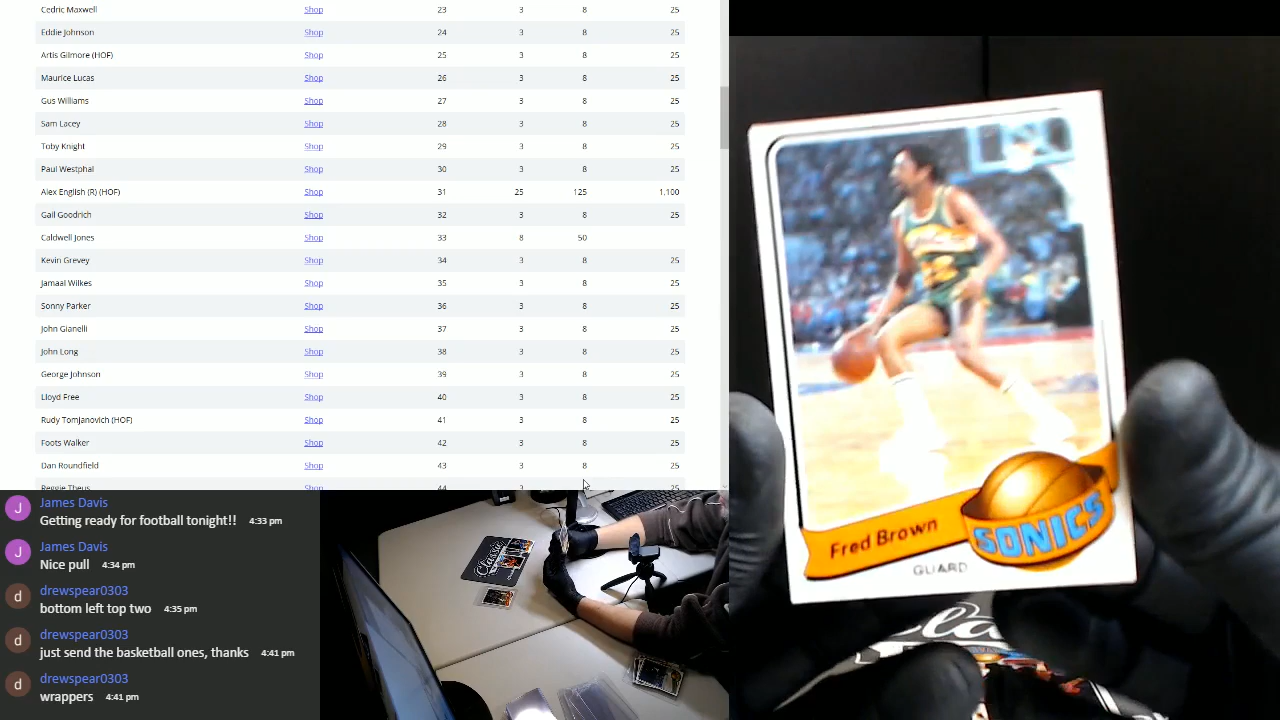 Cedric Maxwell Shop 23 3 8 25
Eddie Johnson Shop 24 3 8 25
Artis Gilmore (HOF) Shop 25 3 8 25
Maurice Lucas Shop 26 3 8 25
Gus Williams Shop 27 3 8 25
Sam Lacey Shop 28 3 8 25
Toby Knight Shop 29 3 8 25
Paul Westphal Shop 30 3 8 25
Alex English (R) (HOF) Shop 31 25 125 1,100
Gail Goodrich Shop 32 3 8 25
Caldwell Jones Shop 33 8 50
Kevin Grevey Shop 34 3 8 25
Jamaal Wilkes Shop 35 3 8 25
Sonny Parker Shop 36 3 8 25
John Gianelli Shop 37 3 8 25
John Long Shop 38 3 8 25
George Johnson Shop 39 3 8 25
Lloyd Free Shop 40 3 8 25
Rudy Tomjanovich (HOF) Shop 41 3 8 25
Foots Walker Shop 42 3 8 25
Dan Roundfield Shop 43 3 8 25
Reggie Theus Shop 44 3 8 25
J James Davis
Getting ready for football tonight!! 4:33 pm
J James Davis
Nice pull 4:34 pm
d drewspear0303
bottom left top two 4:35 pm
d drewspear0303
just send the basketball ones, thanks 4:41 pm
d drewspear0303
wrappers 4:41 pm
Fred Brown
SONICS
GUARD